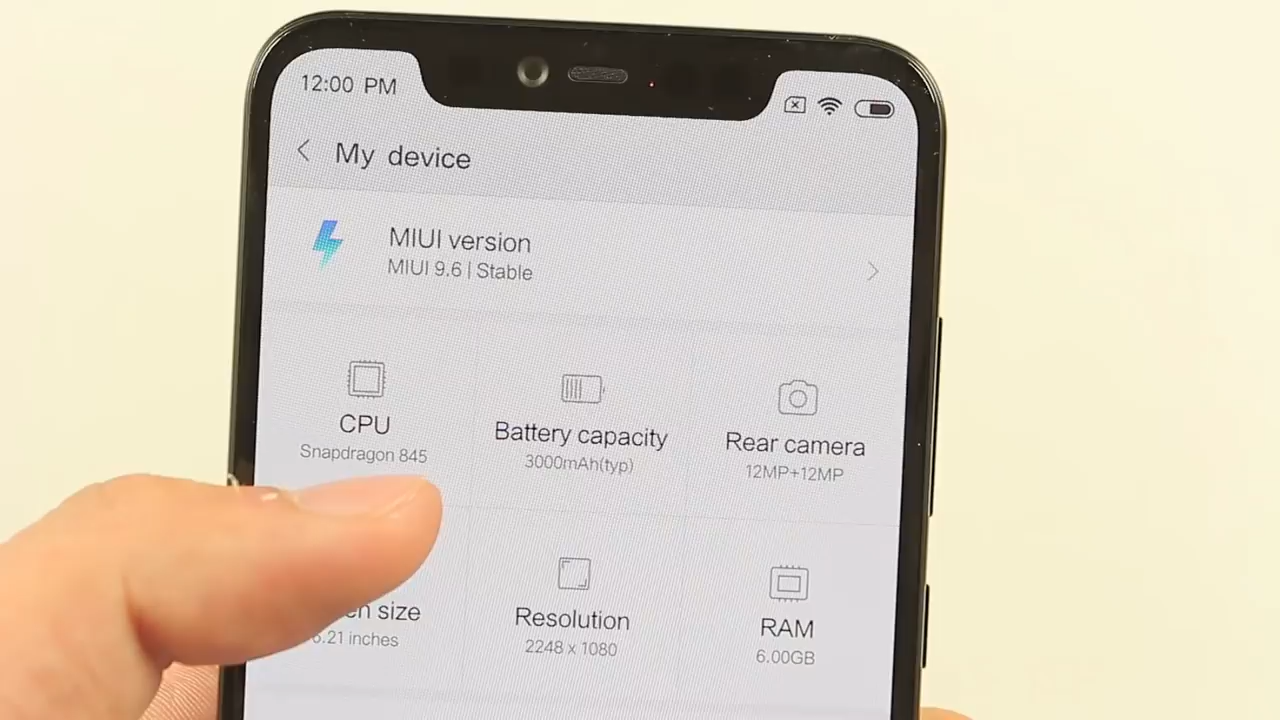 12:00 PM
My device
MIUI version
MIUI 9.6 | Stable
CPU
Snapdragon 845
Battery capacity
3000mAh(typ)
Rear camera
12MP+12MP
size
6.21 inches
Resolution
2248 x 1080
RAM
6.00GB